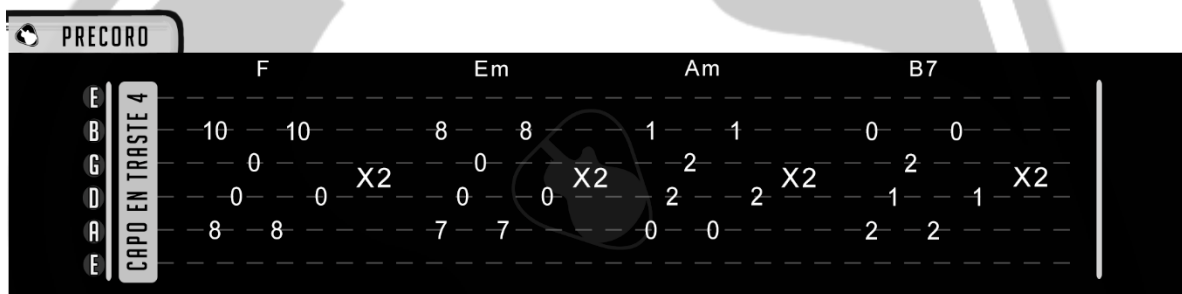 PRECORO
F Em Am B7
E
B 10 10 8 8 1 1 0 0
G 0 0 2 2
X2 X2 X2 X2
D 0 0 0 0 2 2 1 1
A 8 8 7 7 0 0 2 2
E
CAPO EN TRASTE 4